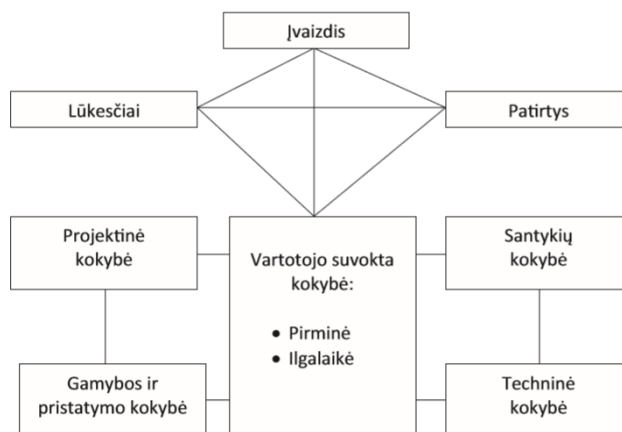 Įvaizdis
Lūkesčiai
Patirtys
Projektinė
kokybė
Vartotojo suvokta
kokybė:
• Pirminė
• Ilgalaikė
Santykių
kokybė
Gamybos ir
pristatymo kokybė
Techninė
kokybė